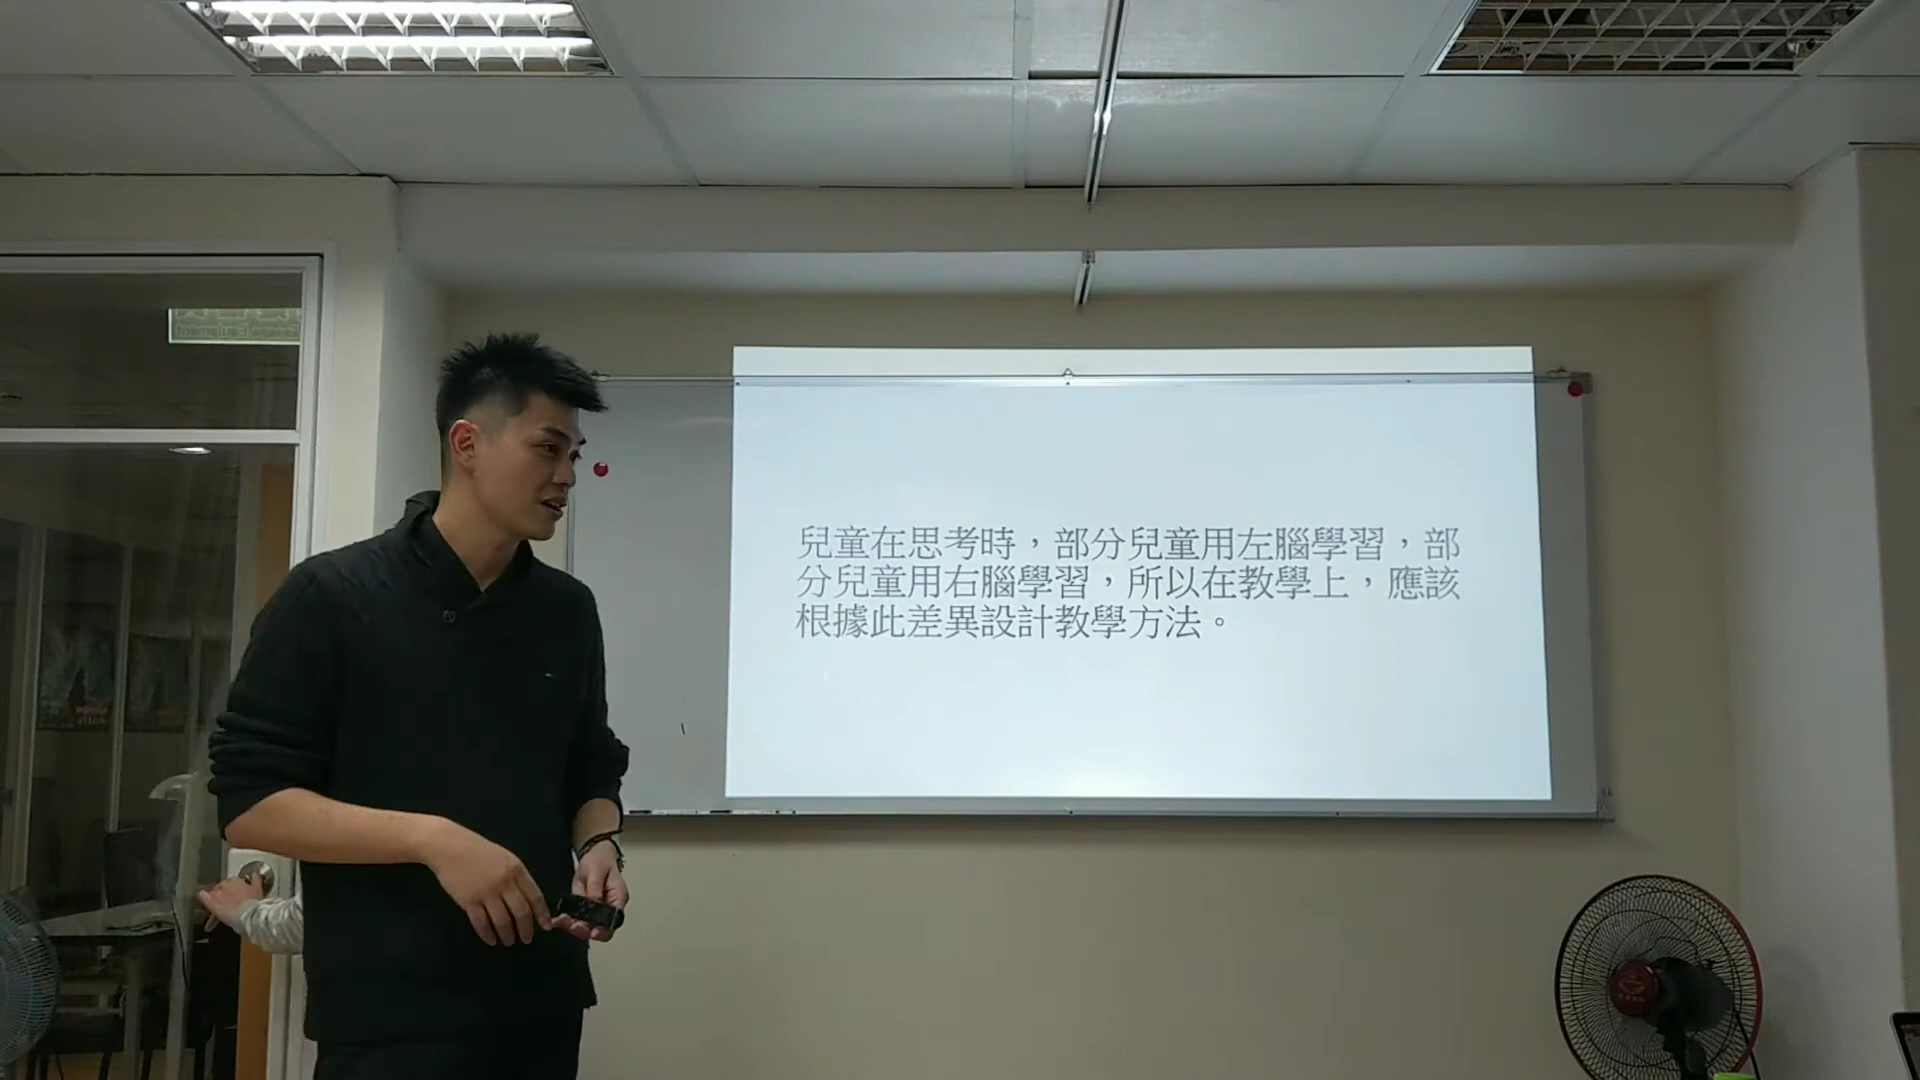 兒童在思考時，部分兒童用左腦學習，部
分兒童用右腦學習，所以在教學上，應該
根據此差異設計教學方法。